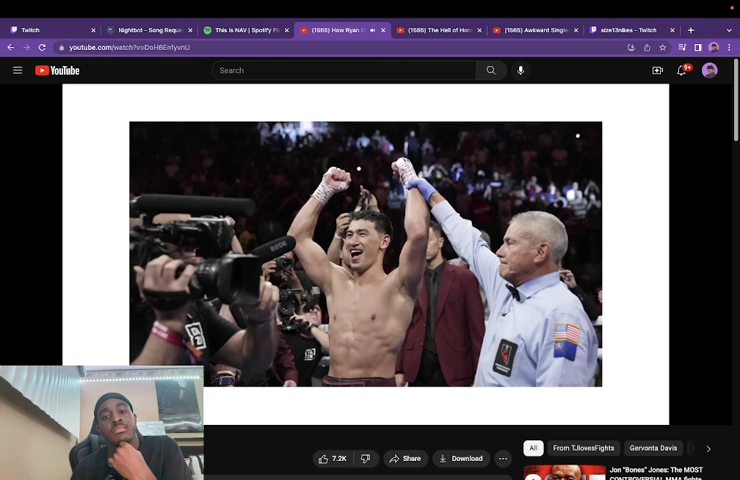 Twitch
Nightbot - Song Reque
This Is NAV | Spotify Pl
(1565) How Ryan
(1565) The Hell of
(1565) Awkward Single
size13nikes - Twitch
youtube.com/watch?v=DoH6EnfyvnU
YouTube
Search
9+
RODE
7.2K
Share
Download
All
From TJlovesFights
Gervonta Davis
Jon "Bones" Jones: The MOST
CONTROVERSIAL MMA fighte